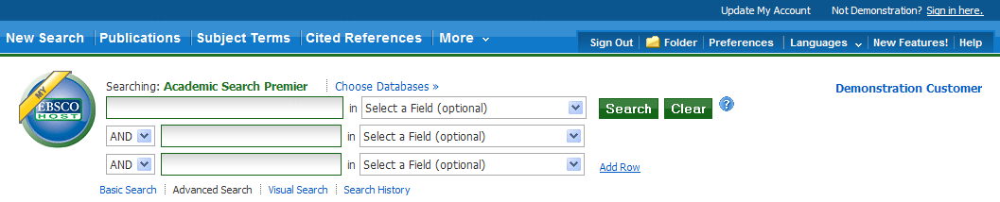 Update My Account Not Demonstration? Sign in here.
New Search Publications Subject Terms Cited References More
Sign Out Folder Preferences Languages New Features! Help
MY EBSCO HOST
Searching: Academic Search Premier Choose Databases »
Demonstration Customer
in Select a Field (optional) Search Clear ?
AND in Select a Field (optional)
AND in Select a Field (optional) Add Row
Basic Search Advanced Search Visual Search Search History